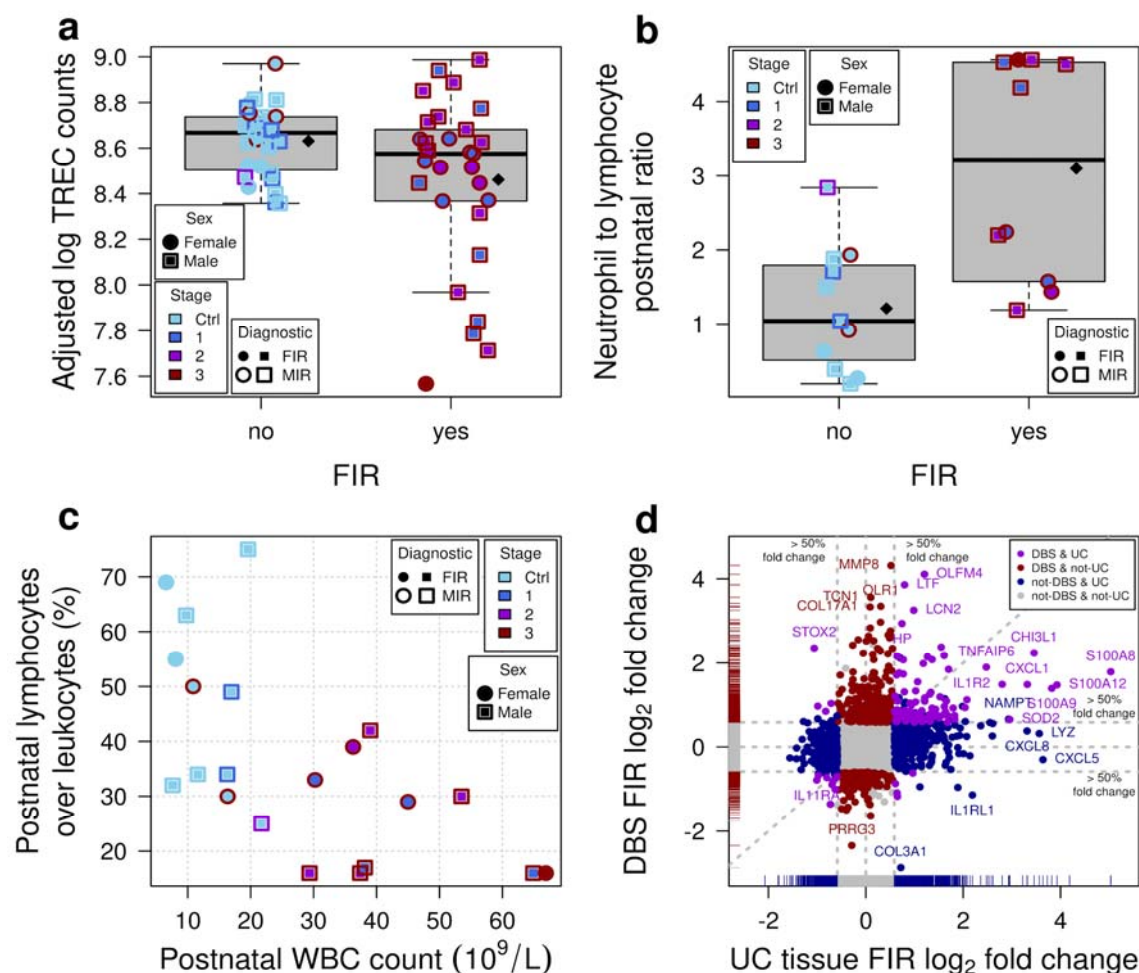 a
Adjusted log TREC counts
9.0
8.8
8.6
8.4
8.2
8.0
7.8
7.6
Sex
Female
Male
Stage
Ctrl
1
2
3
Diagnostic
FIR
MIR
no
yes
FIR
b
Neutrophil to lymphocyte
postnatal ratio
4
3
2
1
Stage
Ctrl
1
2
3
Sex
Female
Male
Diagnostic
FIR
MIR
no
yes
FIR
c
Postnatal lymphocytes
over leukocytes (%)
70
60
50
40
30
20
Diagnostic
FIR
MIR
Stage
Ctrl
1
2
3
Sex
Female
Male
10
20
30
40
50
60
Postnatal WBC count (10⁹/L)
d
DBS FIR log₂ fold change
4
2
0
-2
> 50%
fold change
> 50%
fold change
DBS & UC
DBS & not-UC
not-DBS & UC
not-DBS & not-UC
MMP8
OLFM4
LTF
TCN1
OLR1
COL17A1
LCN2
STOX2
HP
CHI3L1
TNFAIP6
CXCL1
S100A8
IL1R2
S100A12
NAMPT
S100A9
> 50%
fold change
SOD2
LYZ
CXCL8
CXCL5
> 50%
fold change
IL11RA
IL1RL1
PRRG3
COL3A1
-2
0
2
4
UC tissue FIR log₂ fold change